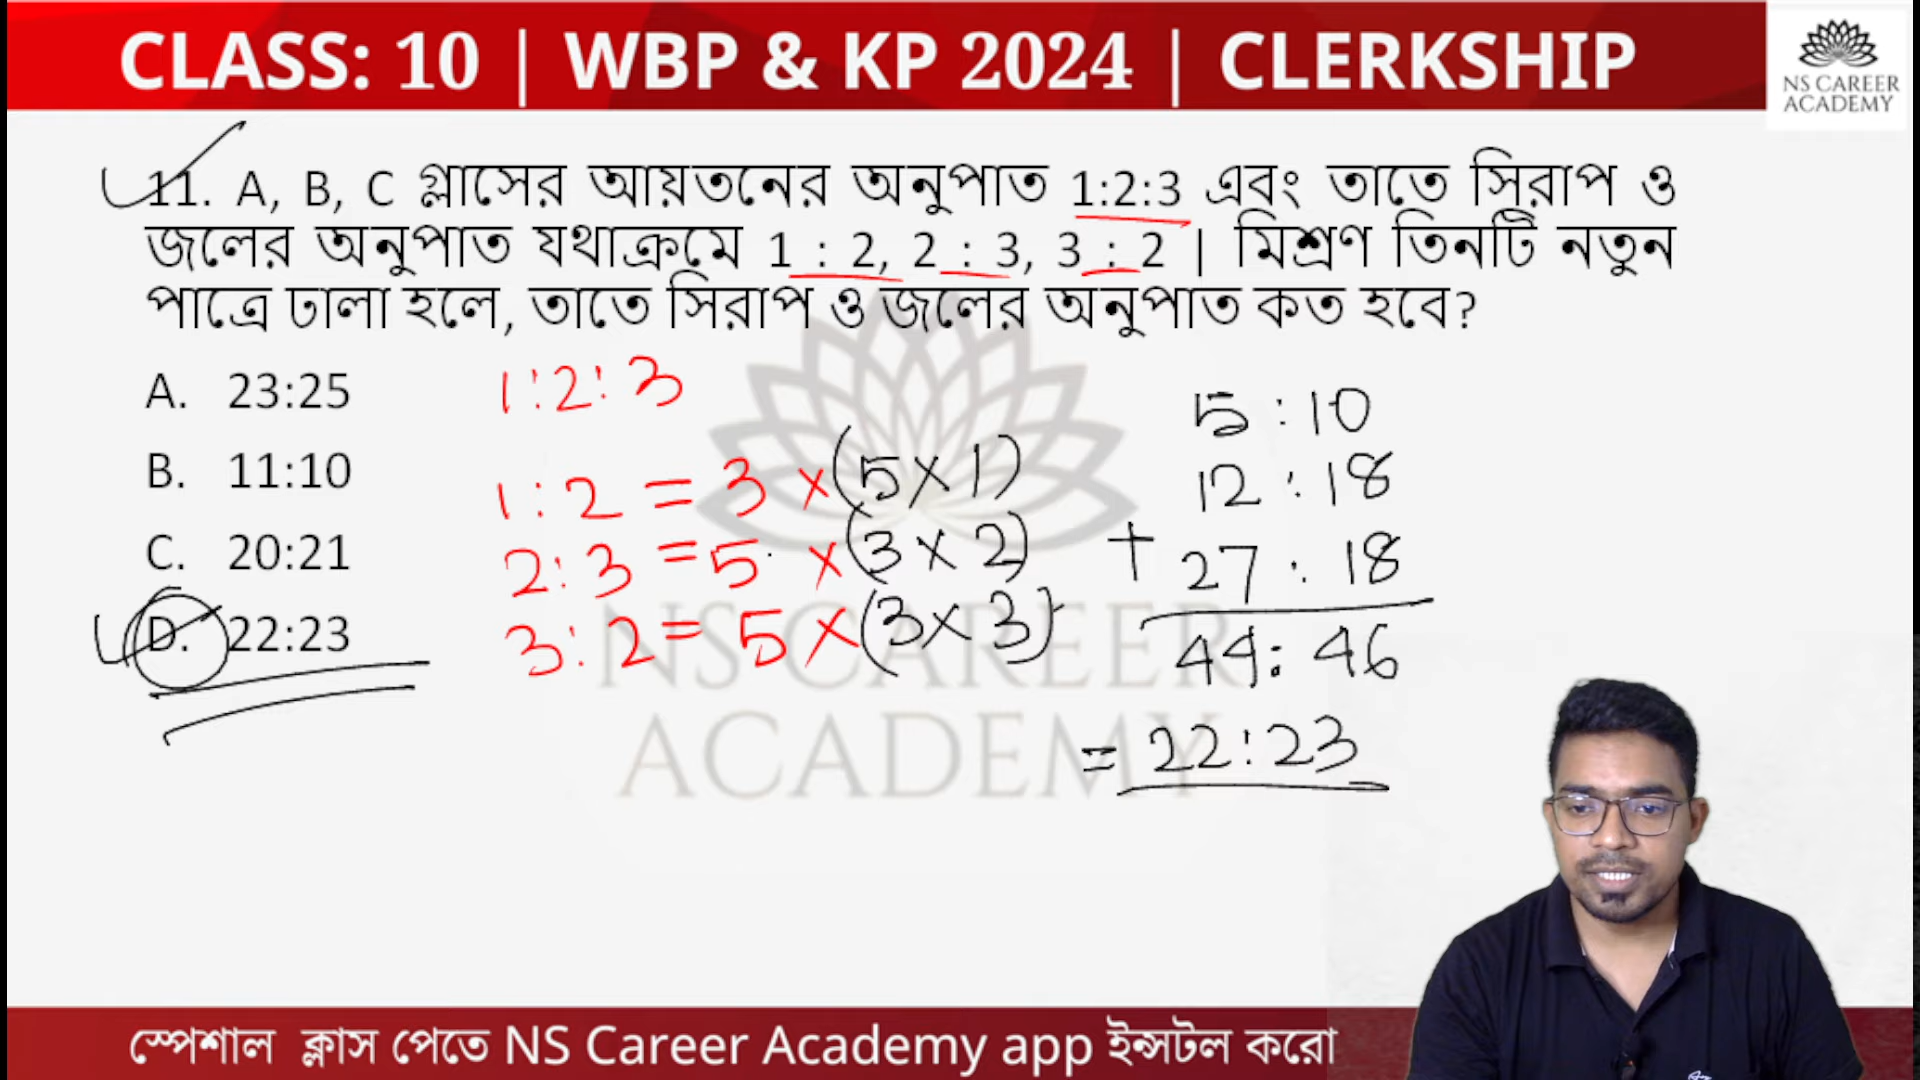 CLASS: 10 | WBP & KP 2024 | CLERKSHIP
NS CAREER
ACADEMY
11. A, B, C গ্লাসের আয়তনের অনুপাত 1:2:3 এবং তাতে সিরাপ ও
জলের অনুপাত যথাক্রমে 1 : 2, 2 : 3, 3 : 2 | মিশ্রণ তিনটি নতুন
পাত্রে ঢালা হলে, তাতে সিরাপ ও জলের অনুপাত কত হবে?
A. 23:25
B. 11:10
C. 20:21
D. 22:23
1:2:3
1:2 = 3 × (5 × 1)
2:3 = 5 × (3 × 2)
3:2 = 5 × (3 × 3)
5 : 10
12 : 18
+ 27 : 18
44 : 46
= 22:23
NS CAREER
ACADEMY
স্পেশাল ক্লাস পেতে NS Career Academy app ইন্সটল করো